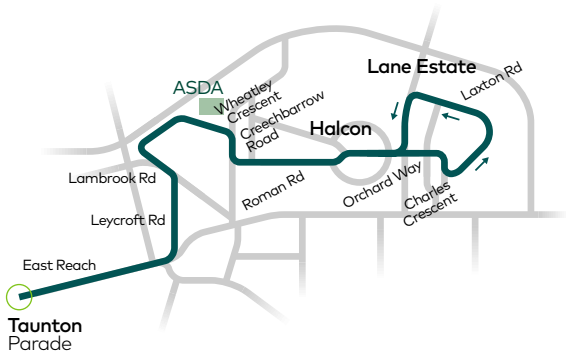 Lane Estate
Laxton Rd
ASDA
Wheatley
Crescent
Creechbarrow
Road
Halcon
Lambrook Rd
Roman Rd
Orchard Way
Charles
Crescent
Leycroft Rd
East Reach
Taunton
Parade